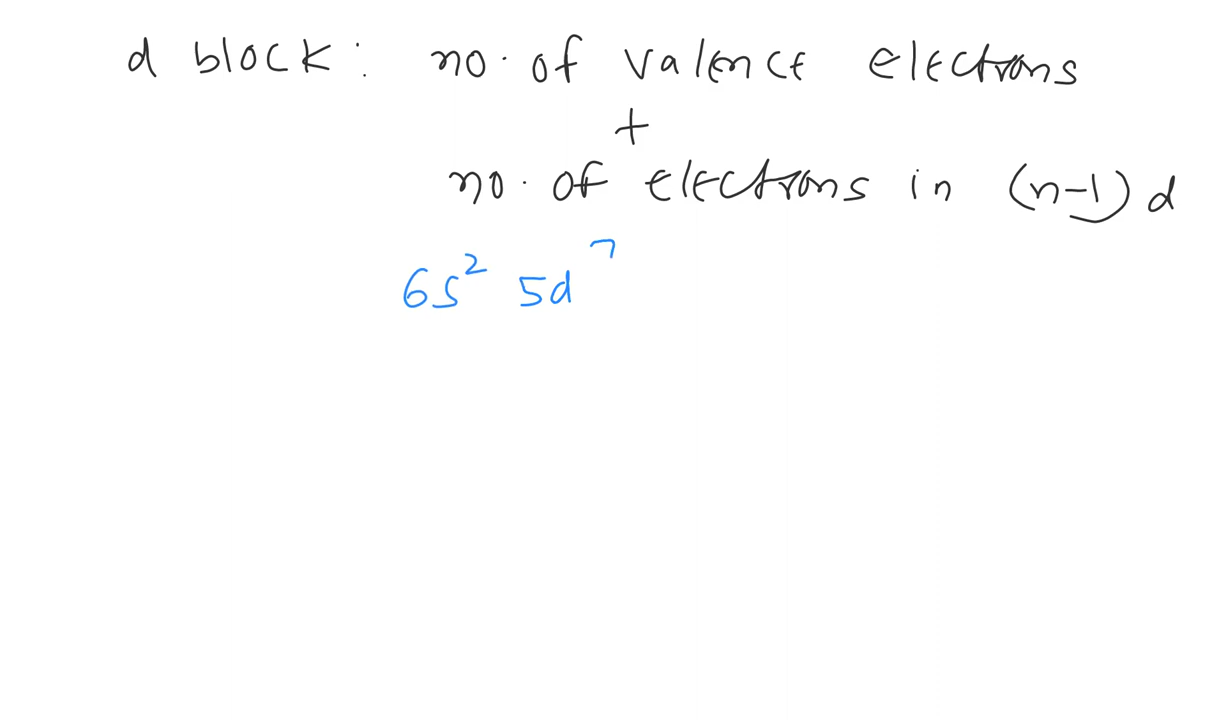 d block: no. of valence electrons
+
no. of electrons in (n-1) d
6s² 5d⁷